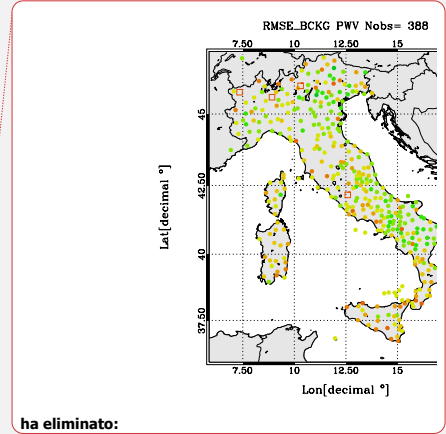 RMSE_BCKG PWV Nobs= 388
7.50 10 12.50 15
45
42.50
40
37.50
Lat[decimal °]
7.50 10 12.50 15
Lon[decimal °]
ha eliminato: